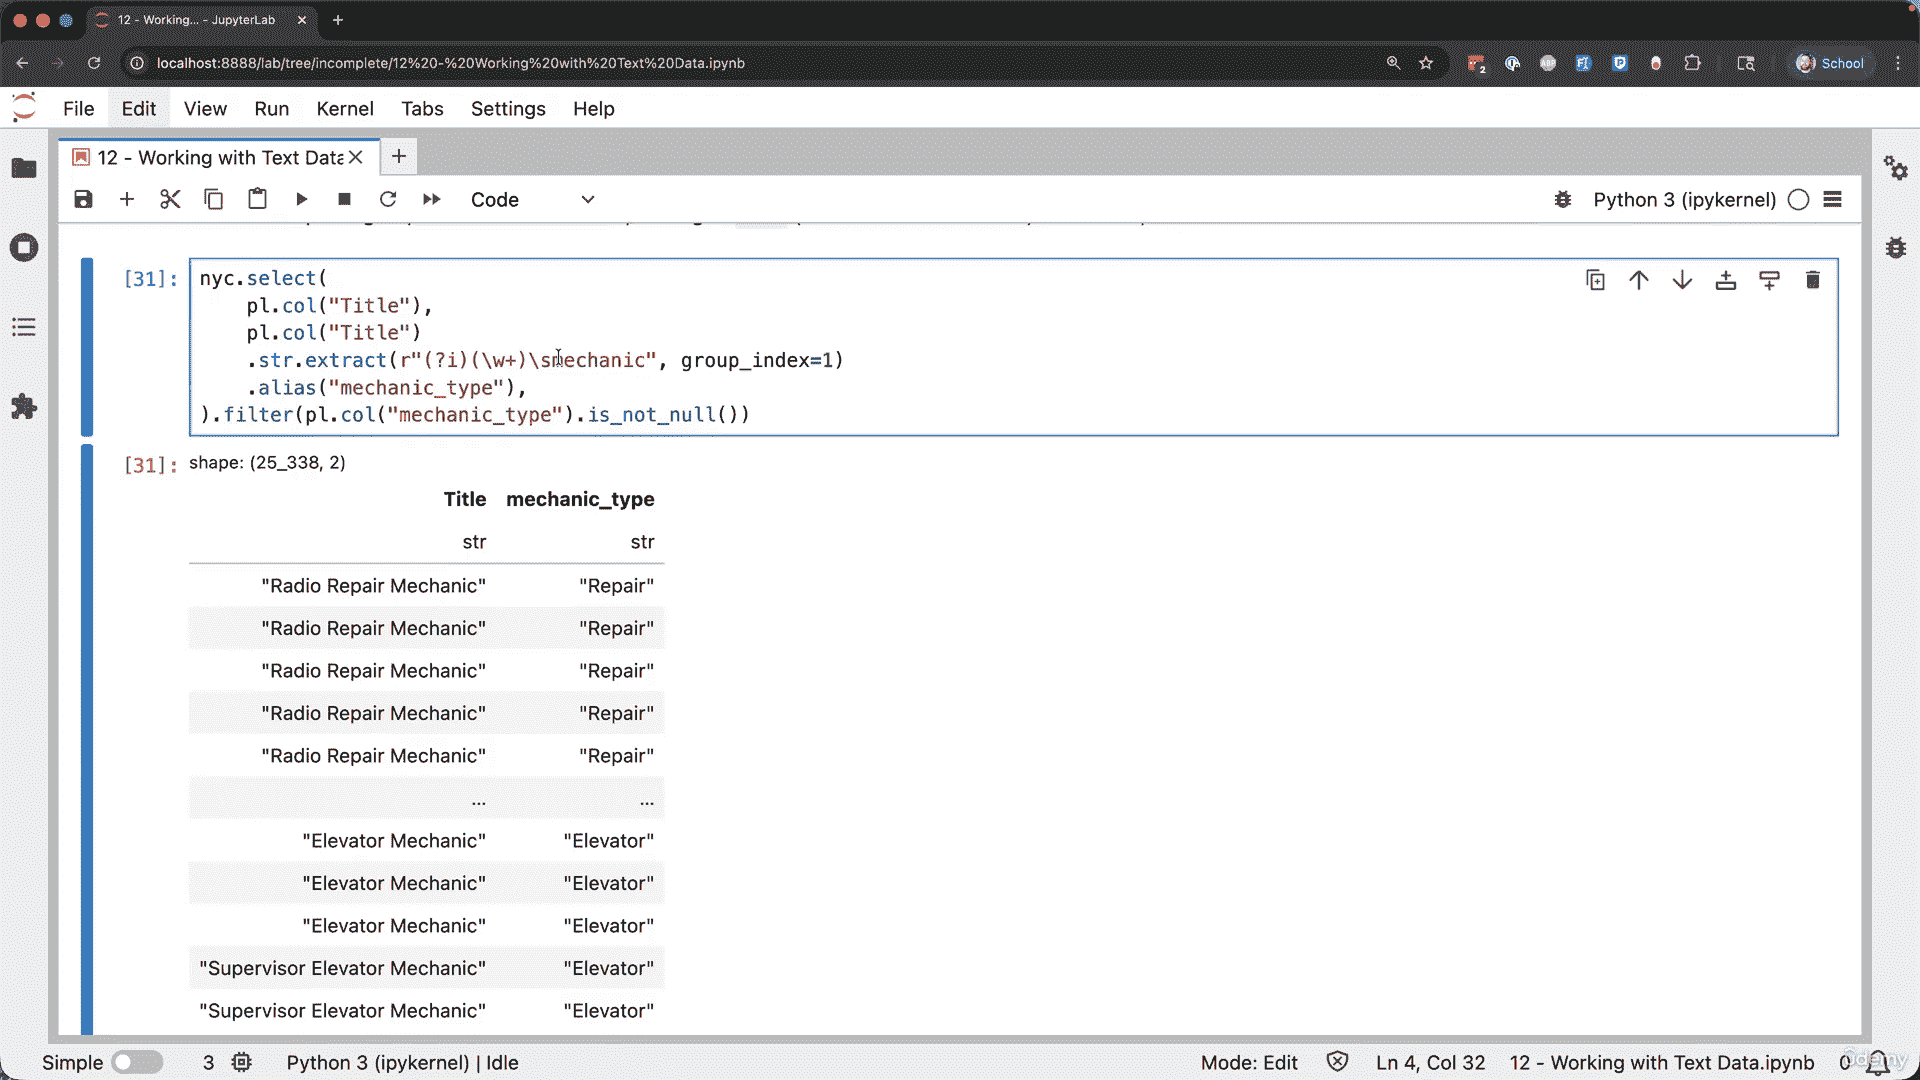 12 - Working... - JupyterLab
localhost:8888/lab/tree/incomplete/12%20-%20Working%20with%20Text%20Data.ipynb
2
School
File Edit View Run Kernel Tabs Settings Help
12 - Working with Text Data
Code
Python 3 (ipykernel)
[31]: nyc.select(
pl.col("Title"),
pl.col("Title")
.str.extract(r"(?i)(\w+)\smechanic", group_index=1)
.alias("mechanic_type"),
).filter(pl.col("mechanic_type").is_not_null())
[31]: shape: (25_338, 2)
Title mechanic_type
str str
"Radio Repair Mechanic" "Repair"
"Radio Repair Mechanic" "Repair"
"Radio Repair Mechanic" "Repair"
"Radio Repair Mechanic" "Repair"
"Radio Repair Mechanic" "Repair"
... ...
"Elevator Mechanic" "Elevator"
"Elevator Mechanic" "Elevator"
"Elevator Mechanic" "Elevator"
"Supervisor Elevator Mechanic" "Elevator"
"Supervisor Elevator Mechanic" "Elevator"
Simple 3 Python 3 (ipykernel) | Idle Mode: Edit Ln 4, Col 32 12 - Working with Text Data.ipynb 0
udemy